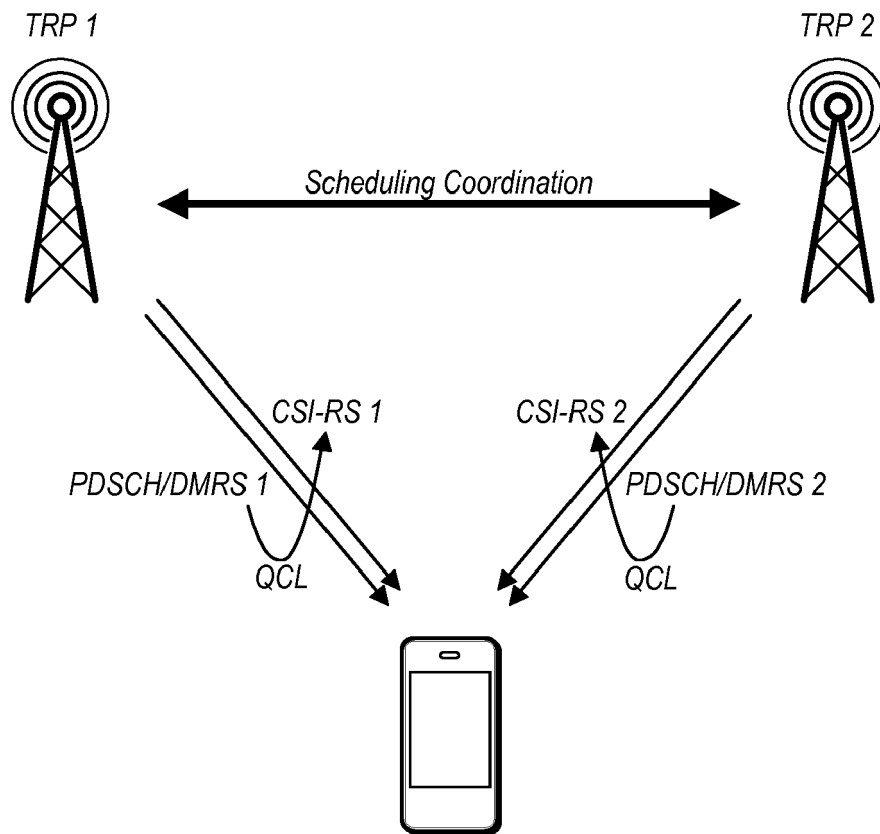 TRP 1
TRP 2
Scheduling Coordination
CSI-RS 1
CSI-RS 2
PDSCH/DMRS 1
PDSCH/DMRS 2
QCL
QCL